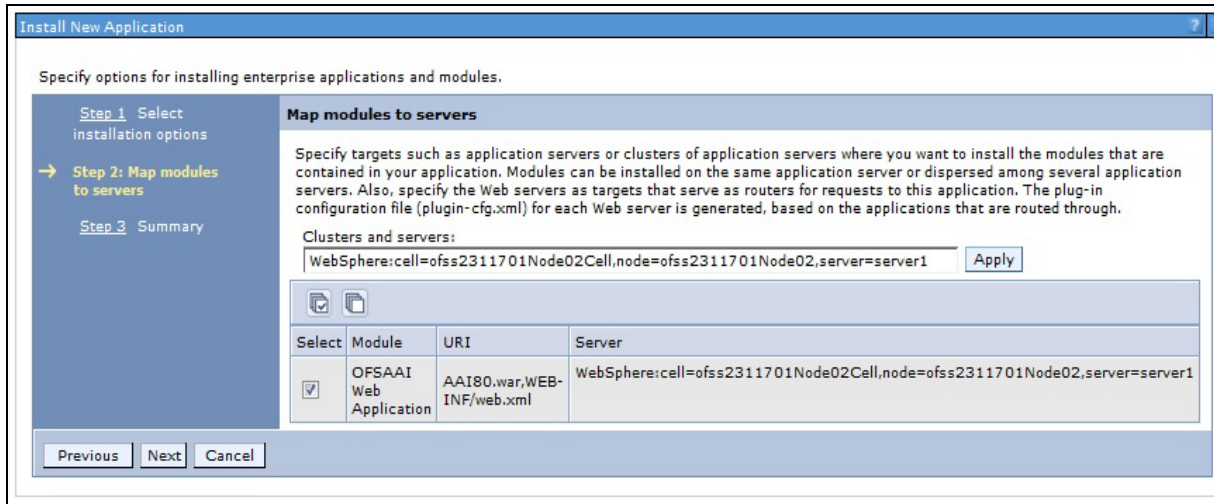 Install New Application
?
Specify options for installing enterprise applications and modules.
Step 1 Select
installation options
Step 2: Map modules
to servers
Step 3 Summary
Map modules to servers
Specify targets such as application servers or clusters of application servers where you want to install the modules that are
contained in your application. Modules can be installed on the same application server or dispersed among several application
servers. Also, specify the Web servers as targets that serve as routers for requests to this application. The plug-in
configuration file (plugin-cfg.xml) for each Web server is generated, based on the applications that are routed through.
Clusters and servers:
WebSphere:cell=ofss2311701Node02Cell,node=ofss2311701Node02,server=server1
Apply
Select Module URI Server
OFSAAI
Web
Application
AAI80.war,WEB-
INF/web.xml
WebSphere:cell=ofss2311701Node02Cell,node=ofss2311701Node02,server=server1
Previous Next Cancel